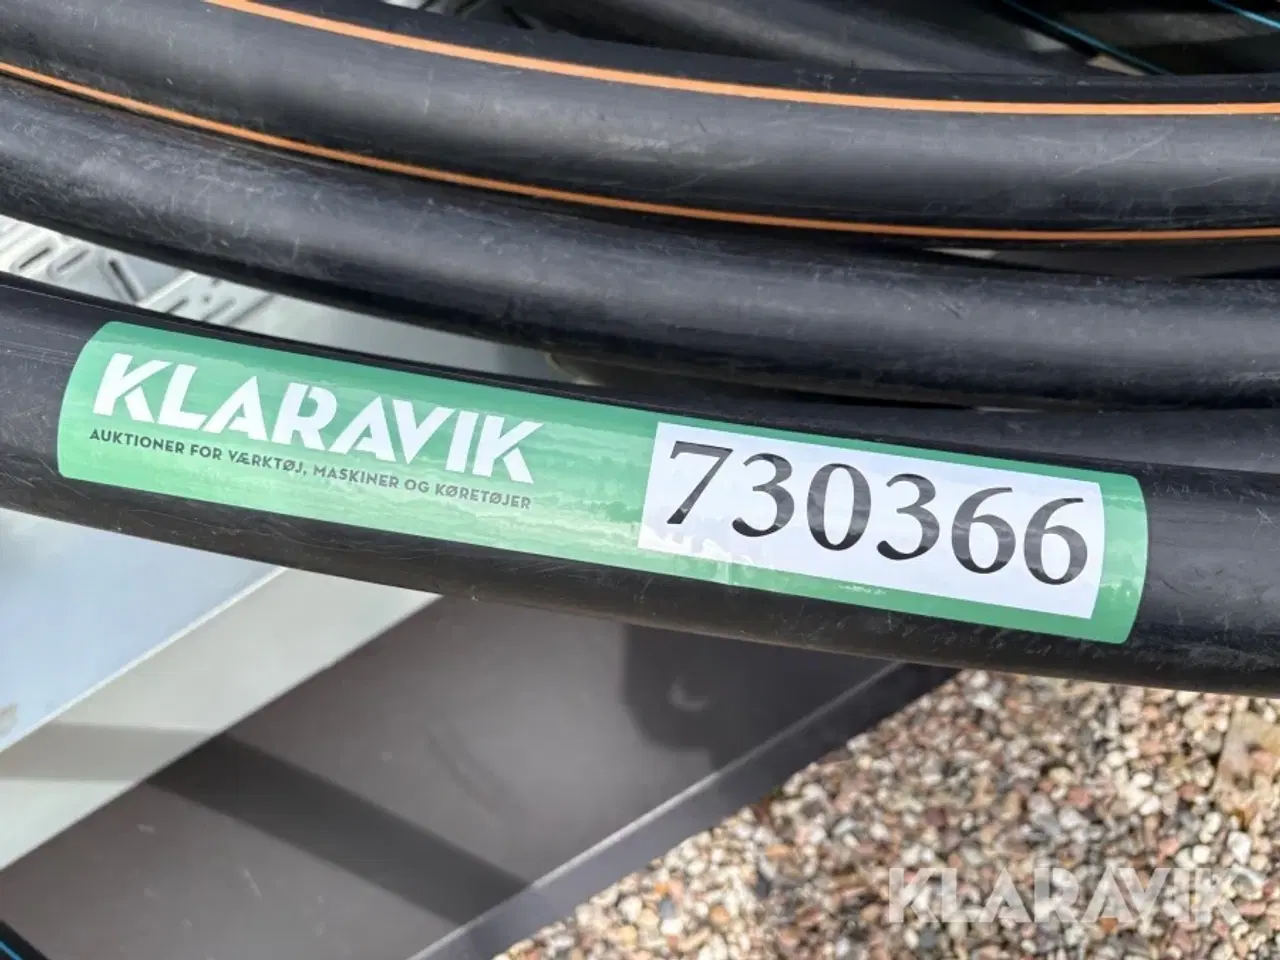 KLARAVIK
AUKTIONER FOR VÆRKTØJ, MASKINER OG KØRETØJER
730366
KLARAVIK